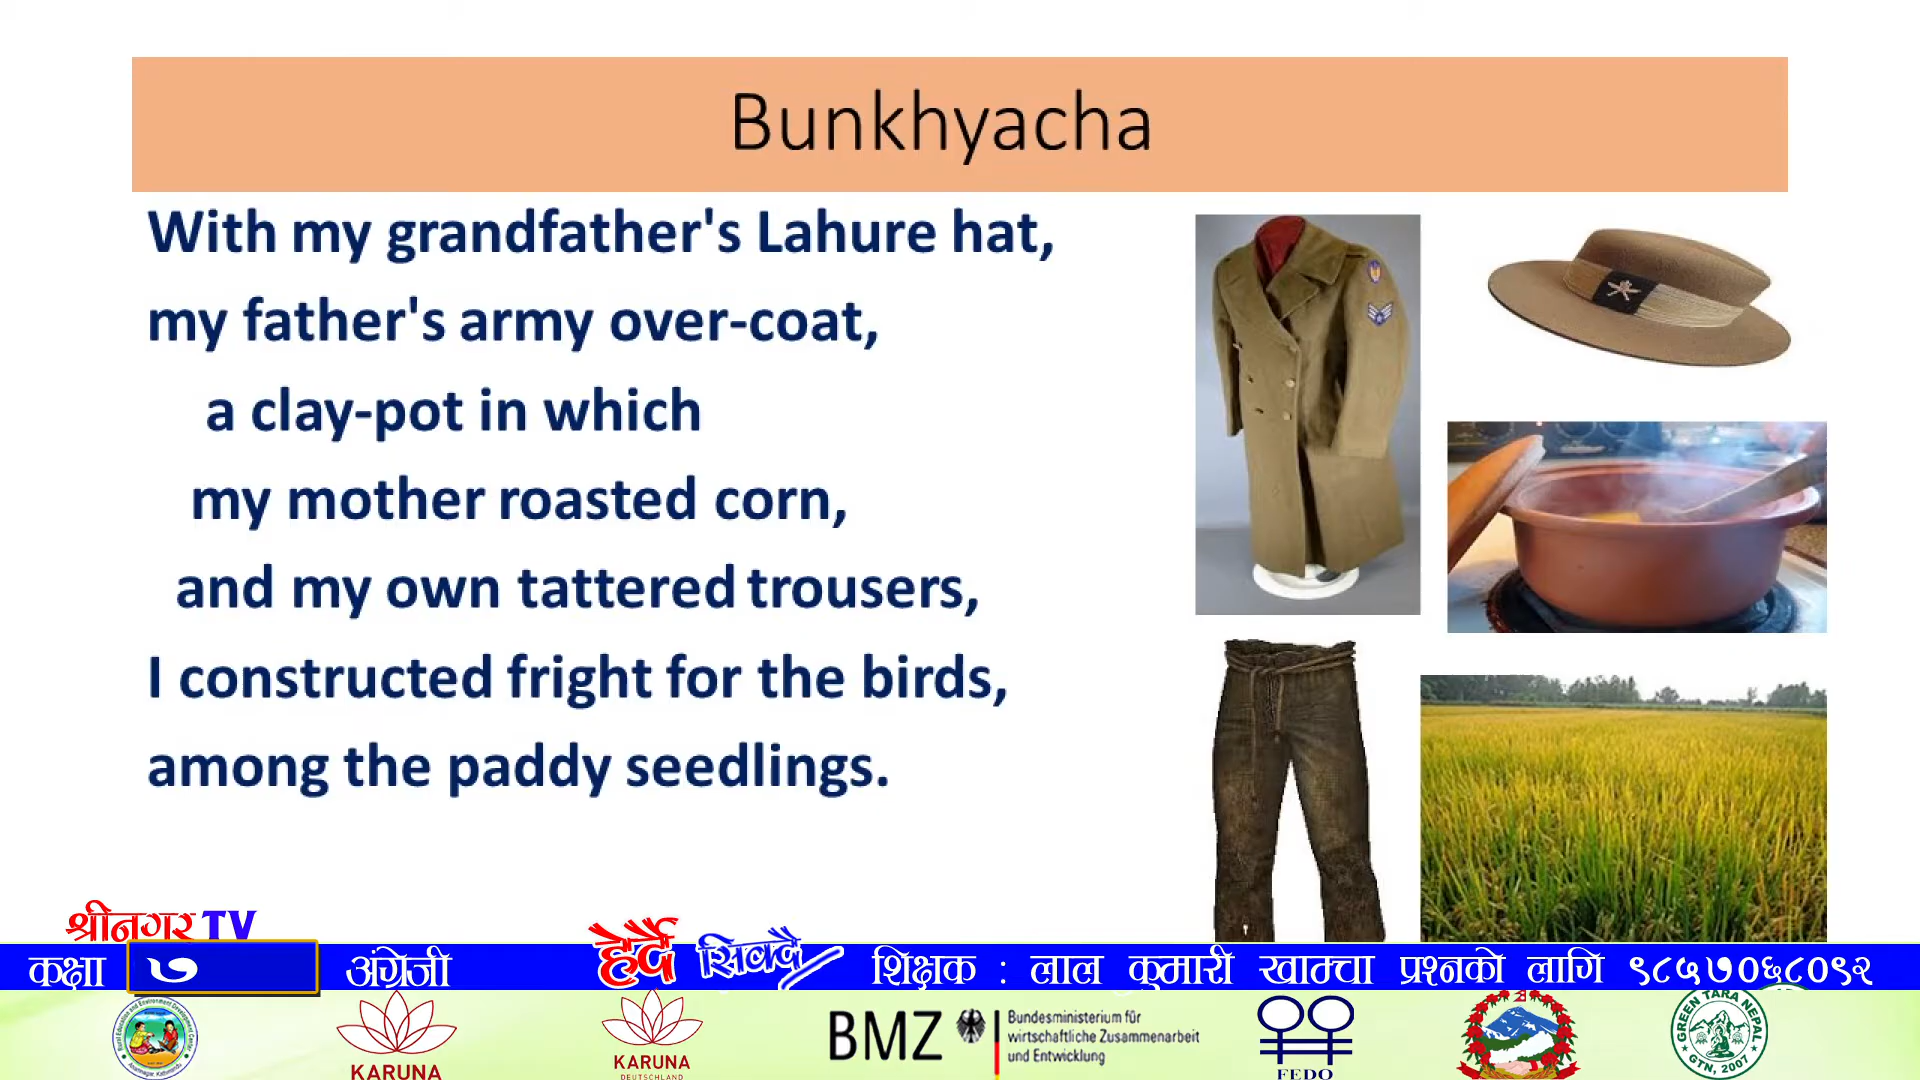 Bunkhyacha
With my grandfather's Lahure hat,
my father's army over-coat,
a clay-pot in which
my mother roasted corn,
and my own tattered trousers,
I constructed fright for the birds,
among the paddy seedlings.
श्रीनगर TV
कक्षा ७ अंग्रेजी हेर्दै सिक्दै शिक्षक : लाल कुमारी खाम्चा प्रश्नको लागि ९८५७०६८०९२
KARUNA
KARUNA
DEUTSCHLAND
BMZ
Bundesministerium für
wirtschaftliche Zusammenarbeit
und Entwicklung
FEDO
GREEN TARA NEPAL
GTN, 2007